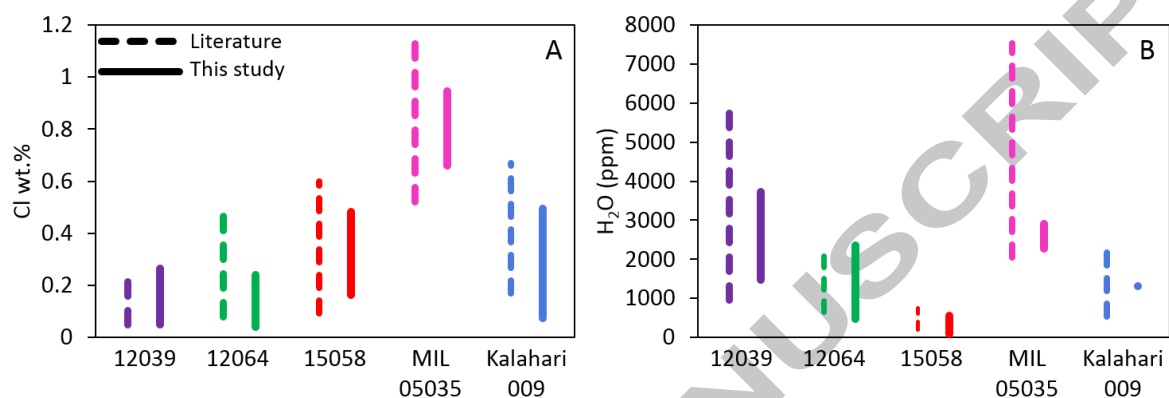 A
Cl wt.%
1.2
1
0.8
0.6
0.4
0.2
0
Literature
This study
12039
12064
15058
MIL
05035
Kalahari
009
B
H₂O (ppm)
8000
7000
6000
5000
4000
3000
2000
1000
0
12039
12064
15058
MIL
05035
Kalahari
009
NUSCRIP